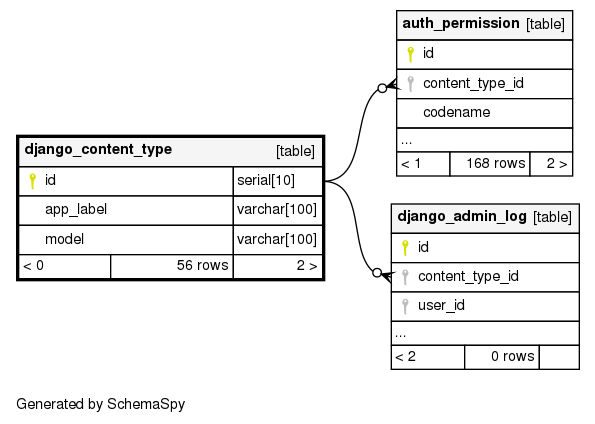 auth_permission [table]
id
content_type_id
codename
...
< 1 168 rows 2 >
django_content_type [table]
id serial[10]
app_label varchar[100]
model varchar[100]
< 0 56 rows 2 >
django_admin_log [table]
id
content_type_id
user_id
...
< 2 0 rows
Generated by SchemaSpy